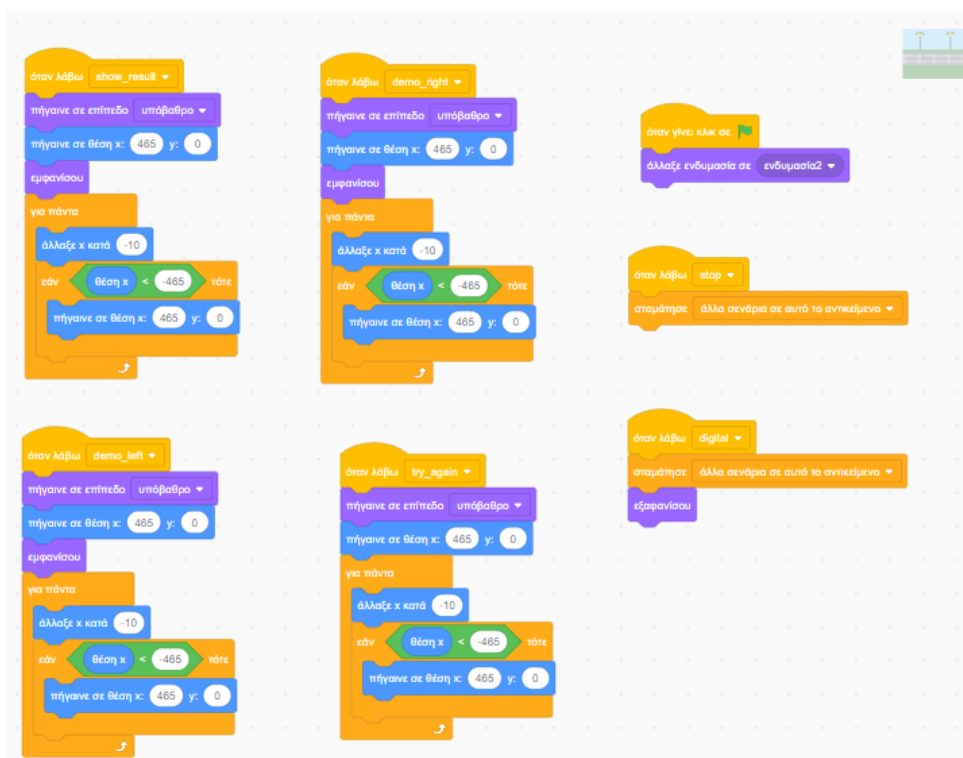 όταν λάβω show_result
πήγαινε σε επίπεδο υπόβαθρο
πήγαινε σε θέση x: 465 y: 0
εμφανίσου
για πάντα
άλλαξε x κατά -10
εάν θέση x < -465 τότε
πήγαινε σε θέση x: 465 y: 0
όταν λάβω demo_right
πήγαινε σε επίπεδο υπόβαθρο
πήγαινε σε θέση x: 465 y: 0
εμφανίσου
για πάντα
άλλαξε x κατά -10
εάν θέση x < -465 τότε
πήγαινε σε θέση x: 465 y: 0
όταν γίνει κλικ σε
άλλαξε ενδυμασία σε ενδυμασία2
όταν λάβω stop
σταμάτησε άλλα σενάρια σε αυτό το αντικείμενο
όταν λάβω demo_left
πήγαινε σε επίπεδο υπόβαθρο
πήγαινε σε θέση x: 465 y: 0
εμφανίσου
για πάντα
άλλαξε x κατά -10
εάν θέση x < -465 τότε
πήγαινε σε θέση x: 465 y: 0
όταν λάβω try_again
πήγαινε σε επίπεδο υπόβαθρο
πήγαινε σε θέση x: 465 y: 0
για πάντα
άλλαξε x κατά -10
εάν θέση x < -465 τότε
πήγαινε σε θέση x: 465 y: 0
όταν λάβω digital
σταμάτησε άλλα σενάρια σε αυτό το αντικείμενο
εξαφανίσου